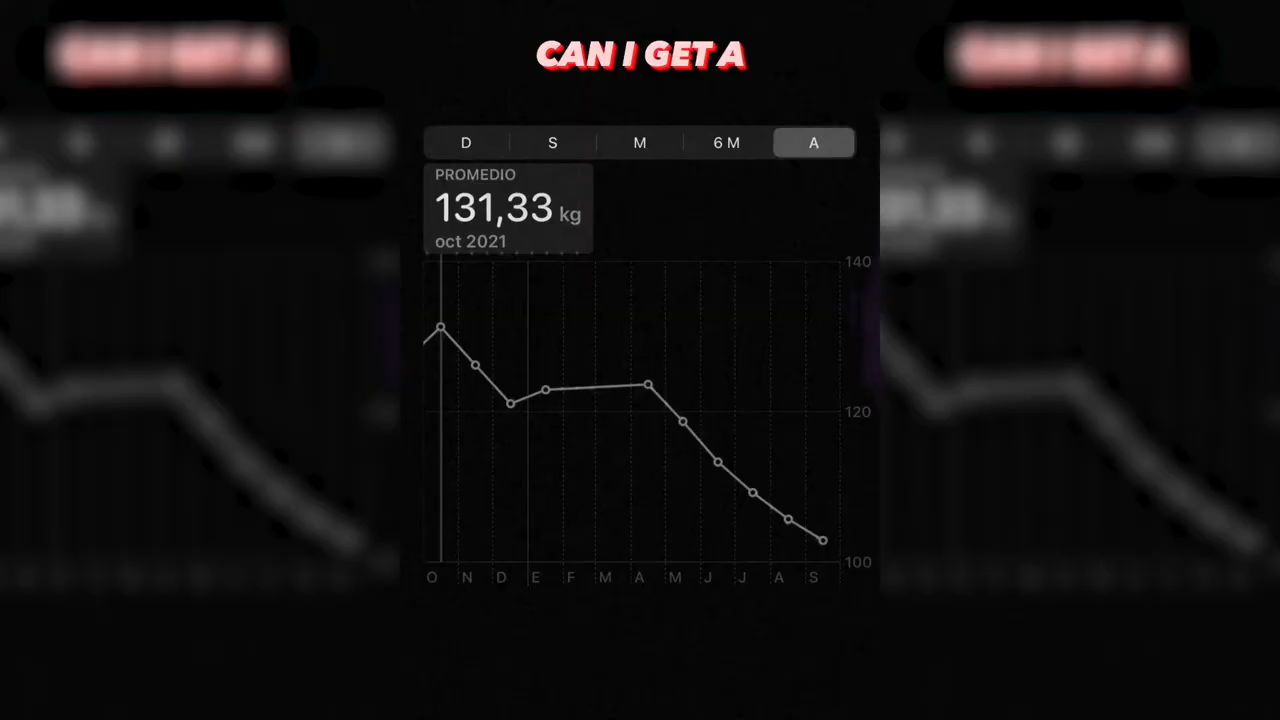 CAN I GET A
D S M 6 M A
PROMEDIO
131,33 kg
oct 2021
140
120
100
O N D E F M A M J J A S